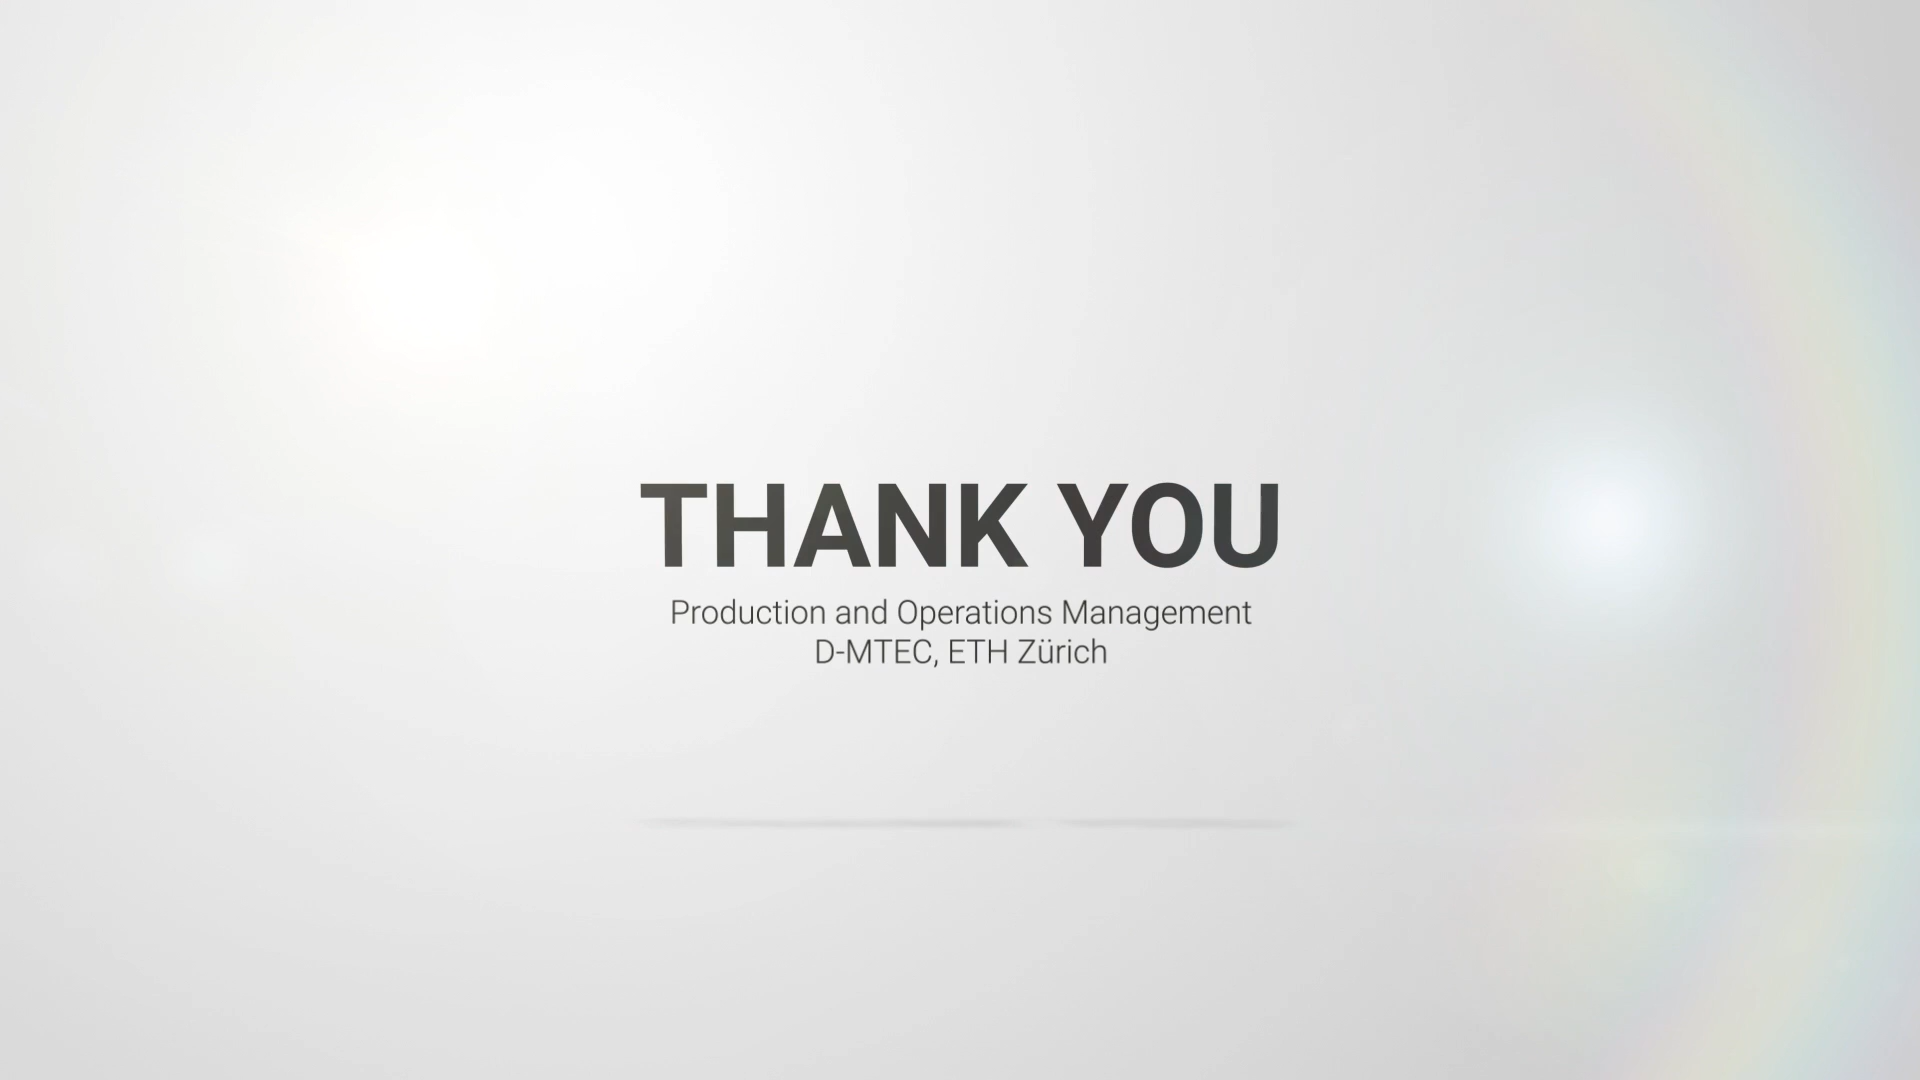 THANK YOU
Production and Operations Management
D-MTEC, ETH Zürich